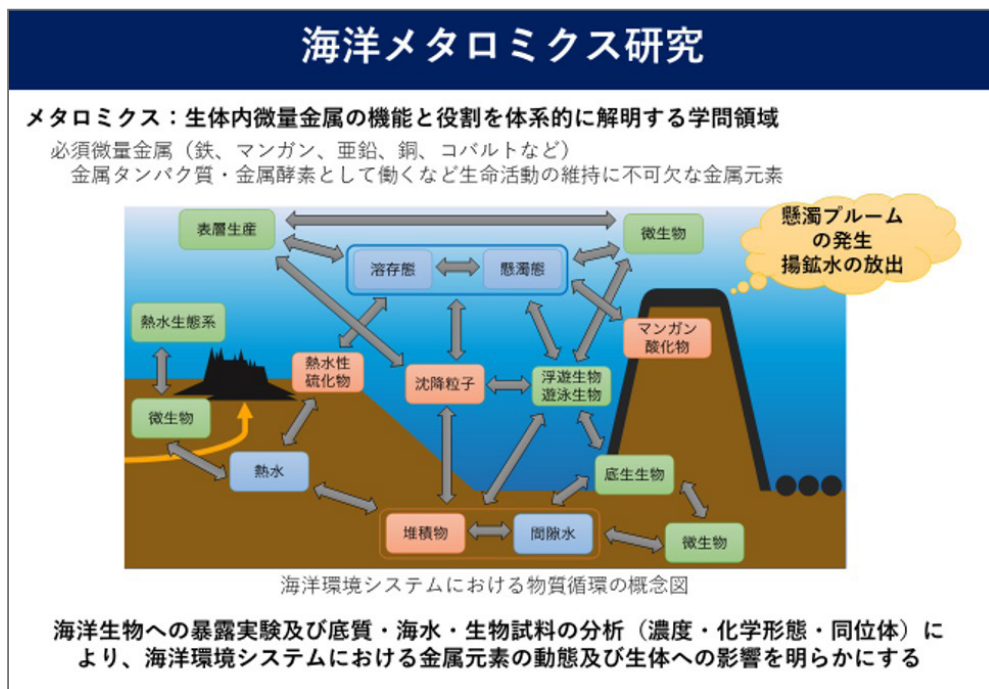 海洋メタロミクス研究
メタロミクス：生体内微量金属の機能と役割を体系的に解明する学問領域
必須微量金属（鉄、マンガン、亜鉛、銅、コバルトなど）
金属タンパク質・金属酵素として働くなど生命活動の維持に不可欠な金属元素
懸濁プルーム
の発生
揚鉱水の放出
表層生産
微生物
溶存態
懸濁態
熱水生態系
マンガン
酸化物
熱水性
硫化物
沈降粒子
浮遊生物
遊泳生物
微生物
熱水
底生生物
堆積物
間隙水
微生物
海洋環境システムにおける物質循環の概念図
海洋生物への暴露実験及び底質・海水・生物試料の分析（濃度・化学形態・同位体）に
より、海洋環境システムにおける金属元素の動態及び生体への影響を明らかにする